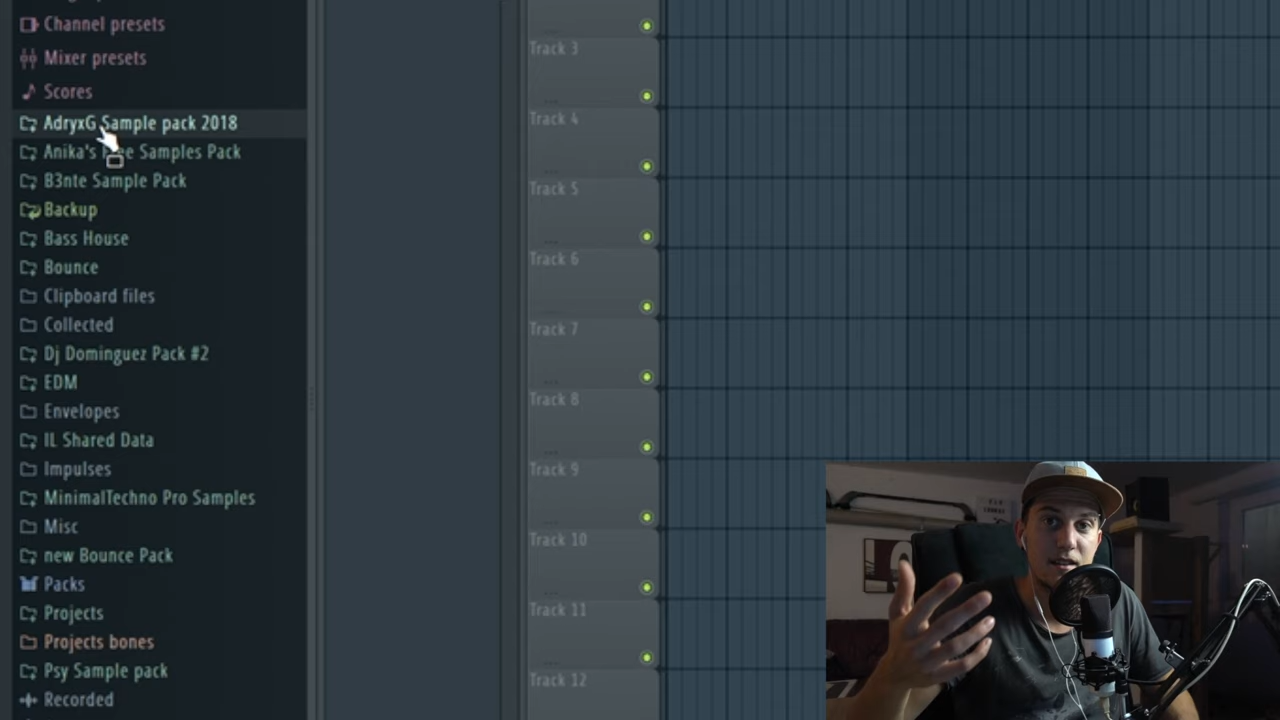 Channel presets
Mixer presets
Scores
AdryxG Sample pack 2018
Anika's Samples Pack
B3nte Sample Pack
Backup
Bass House
Bounce
Clipboard files
Collected
Dj Dominguez Pack #2
EDM
Envelopes
IL Shared Data
Impulses
MinimalTechno Pro Samples
Misc
new Bounce Pack
Packs
Projects
Projects bones
Psy Sample pack
Recorded
Track 3
Track 4
Track 5
Track 6
Track 7
Track 8
Track 9
Track 10
Track 11
Track 12